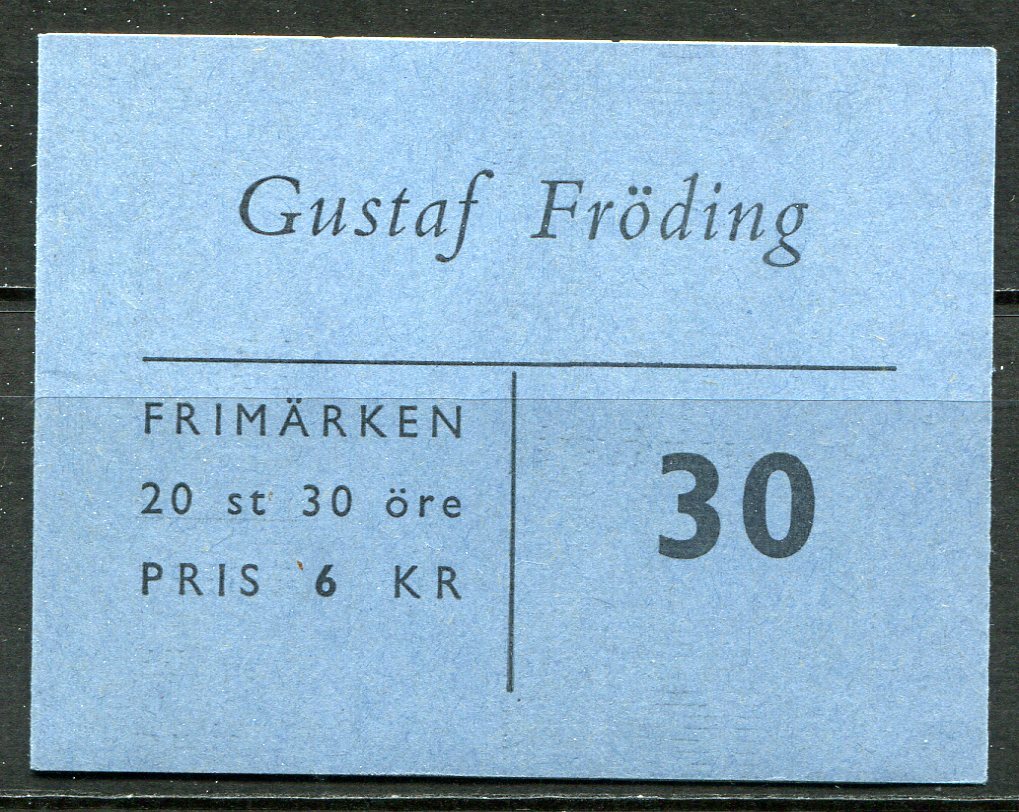 Gustaf Fröding
FRIMÄRKEN
20 st 30 öre
PRIS 6 KR
30